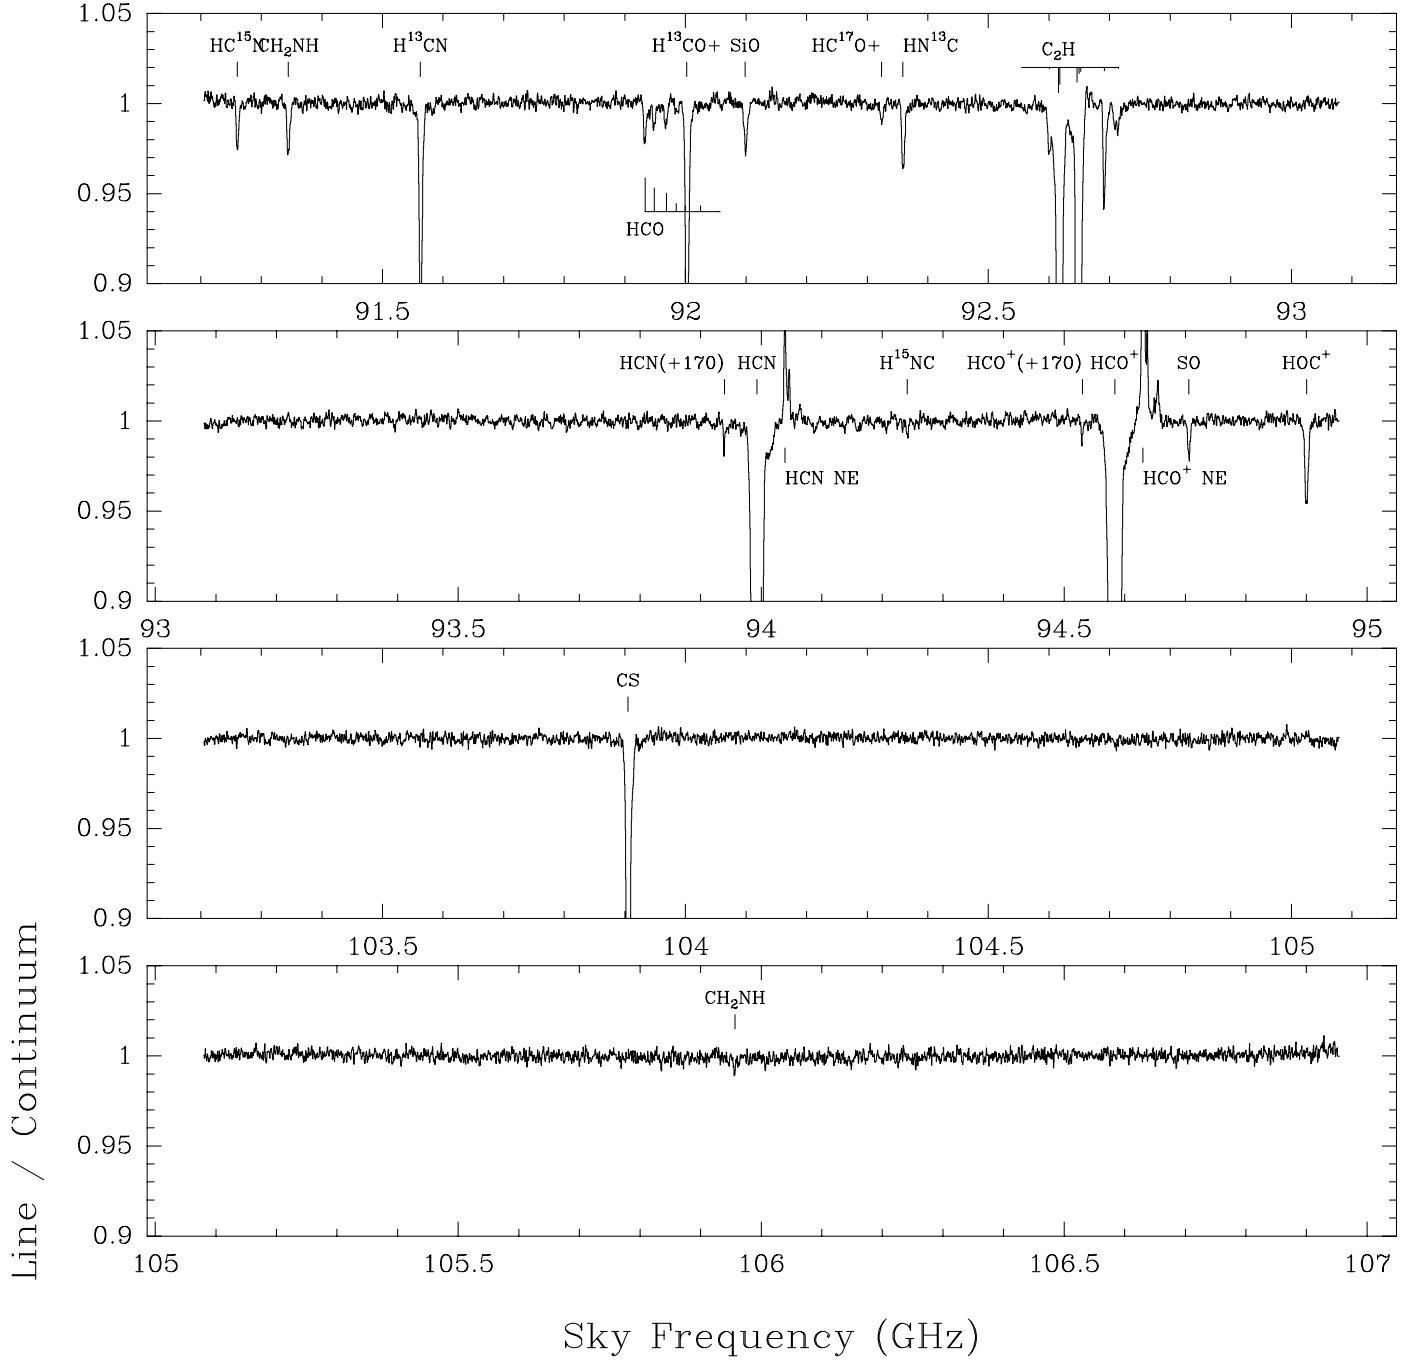 1.05
HC¹⁵N CH₂NH H¹³CN H¹³CO+ SiO HC¹⁷O+ HN¹³C C₂H
1
0.95
HCO
0.9
91.5 92 92.5 93
1.05
HCN(+170) HCN H¹⁵NC HCO⁺(+170) HCO⁺ SO HOC⁺
1
HCN NE HCO⁺ NE
0.95
0.9
93 93.5 94 94.5 95
1.05
CS
1
0.95
0.9
103.5 104 104.5 105
1.05
CH₂NH
1
0.95
0.9
105 105.5 106 106.5 107
Line / Continuum
Sky Frequency (GHz)